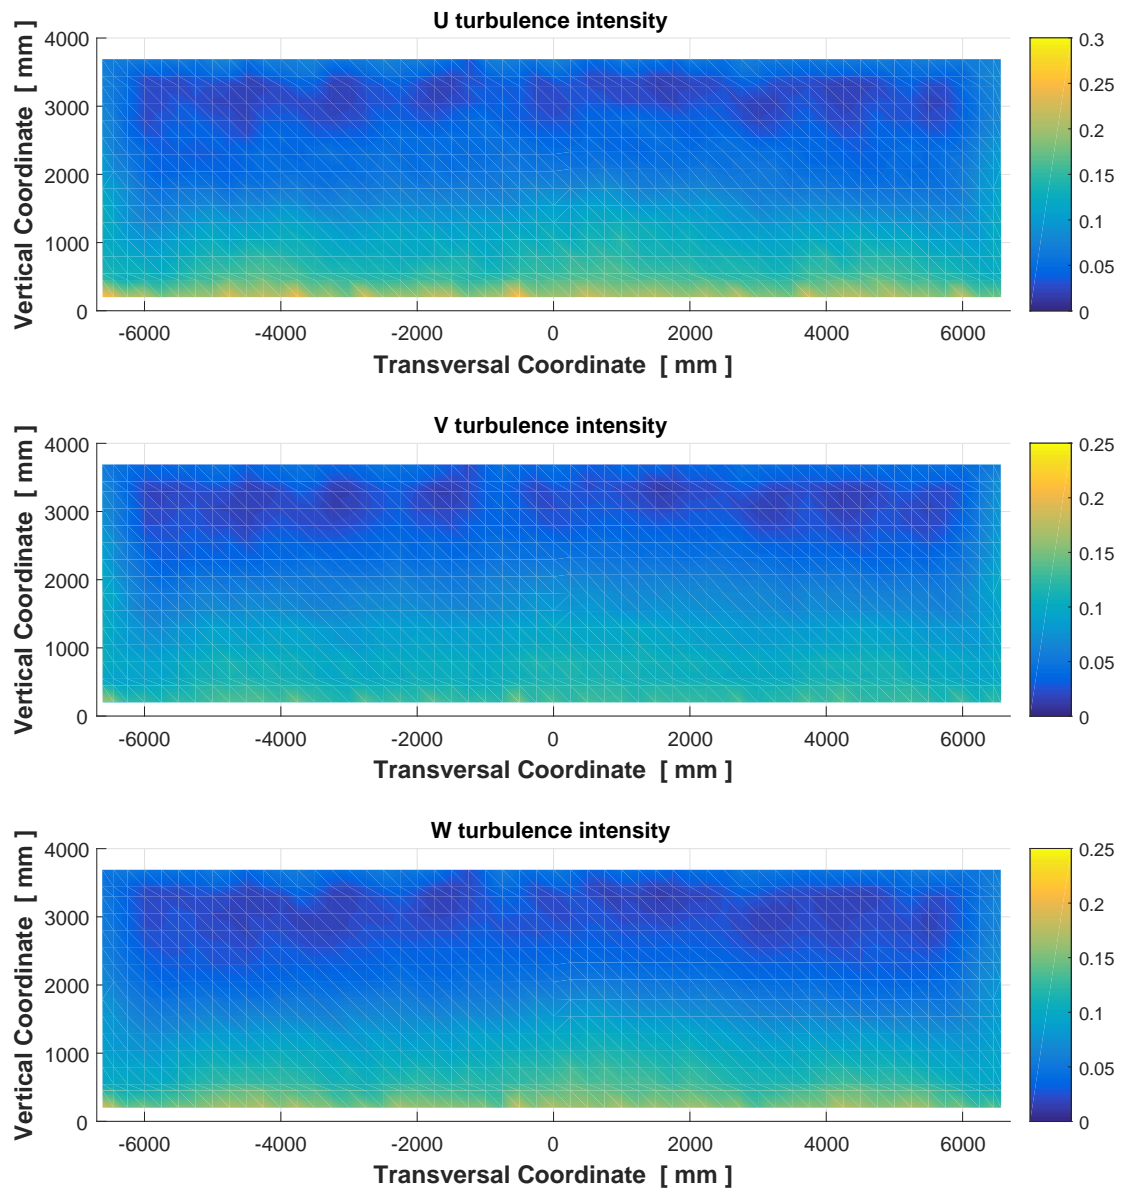 U turbulence intensity
4000
3000
2000
1000
0
Vertical Coordinate [ mm ]
-6000 -4000 -2000 0 2000 4000 6000
Transversal Coordinate [ mm ]
0.3
0.25
0.2
0.15
0.1
0.05
0
V turbulence intensity
4000
3000
2000
1000
0
Vertical Coordinate [ mm ]
-6000 -4000 -2000 0 2000 4000 6000
Transversal Coordinate [ mm ]
0.25
0.2
0.15
0.1
0.05
0
W turbulence intensity
4000
3000
2000
1000
0
Vertical Coordinate [ mm ]
-6000 -4000 -2000 0 2000 4000 6000
Transversal Coordinate [ mm ]
0.25
0.2
0.15
0.1
0.05
0